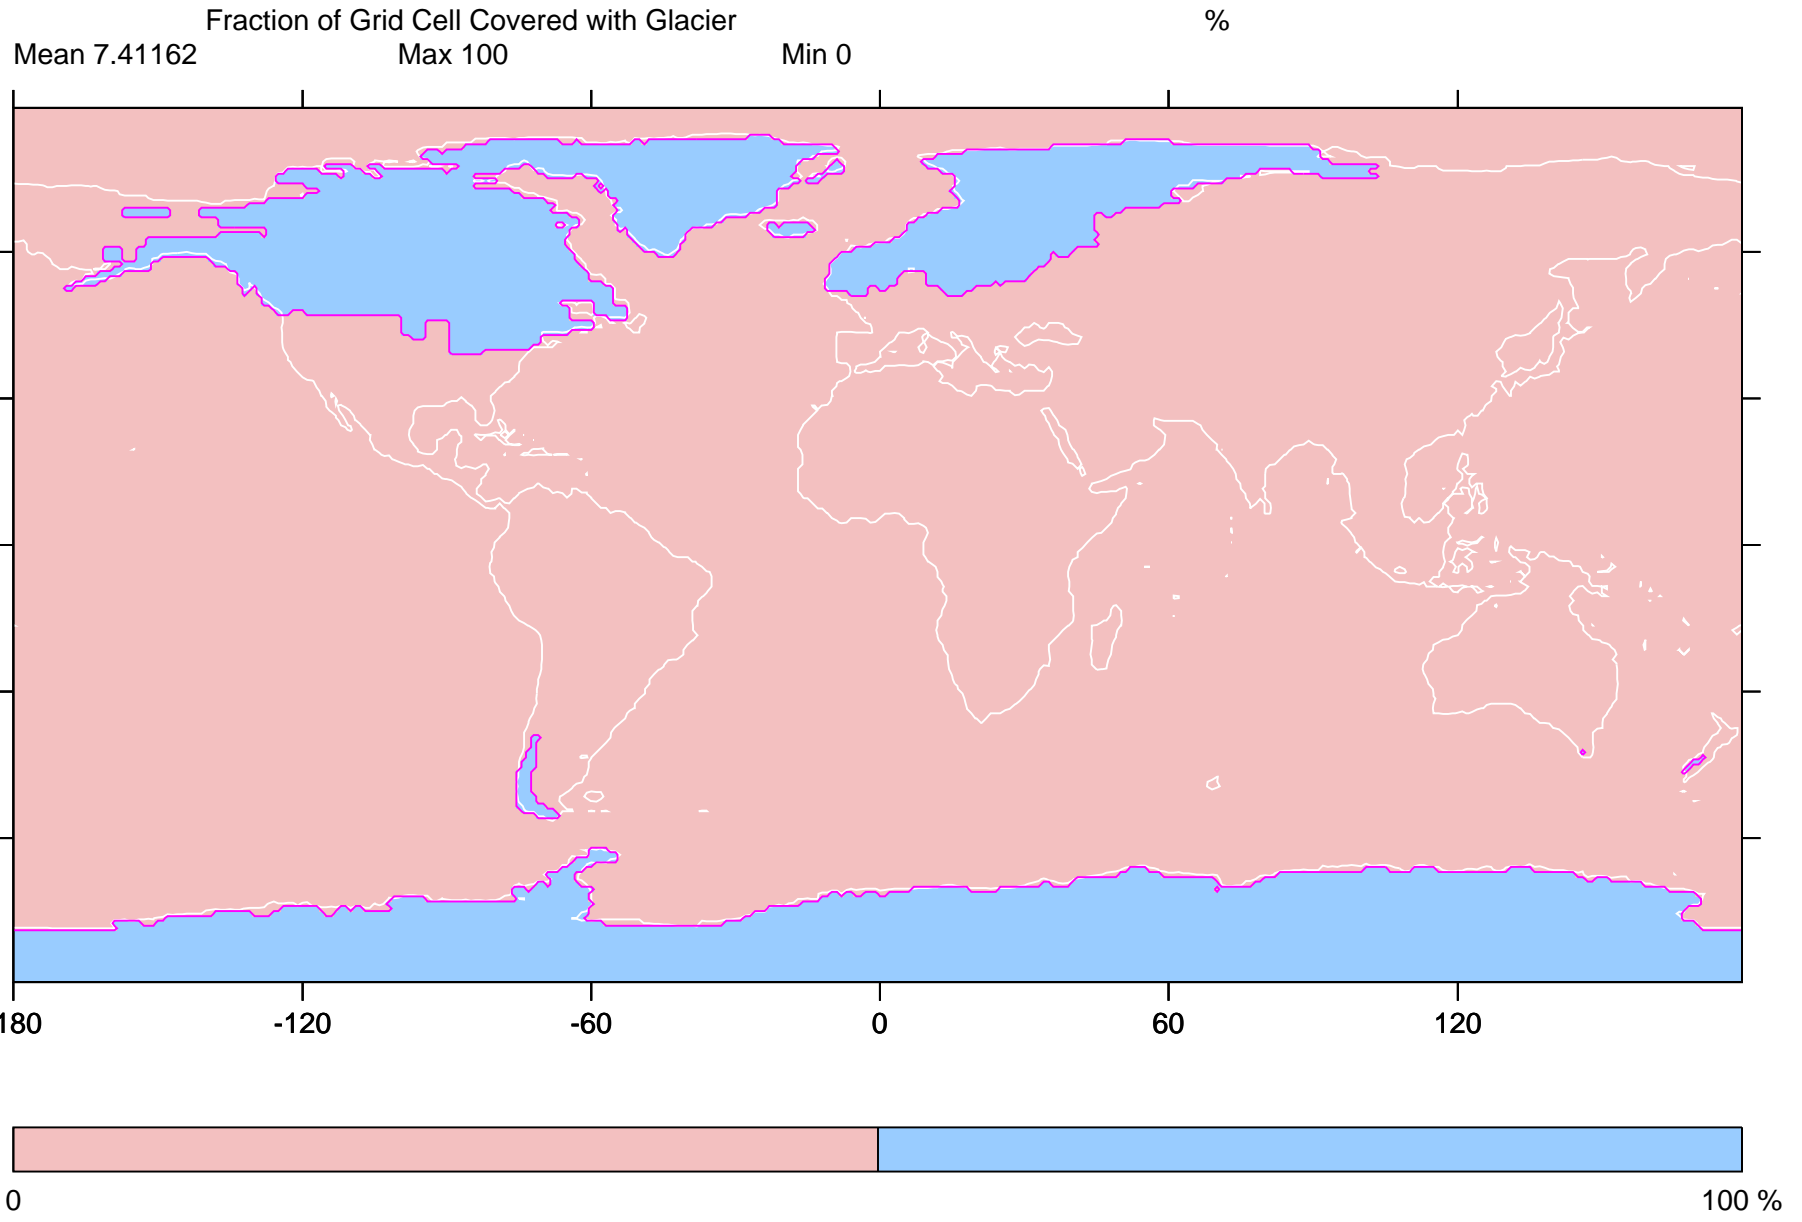 Fraction of Grid Cell Covered with Glacier %
Mean 7.41162 Max 100 Min 0
180 -120 -60 0 60 120
0 100 %